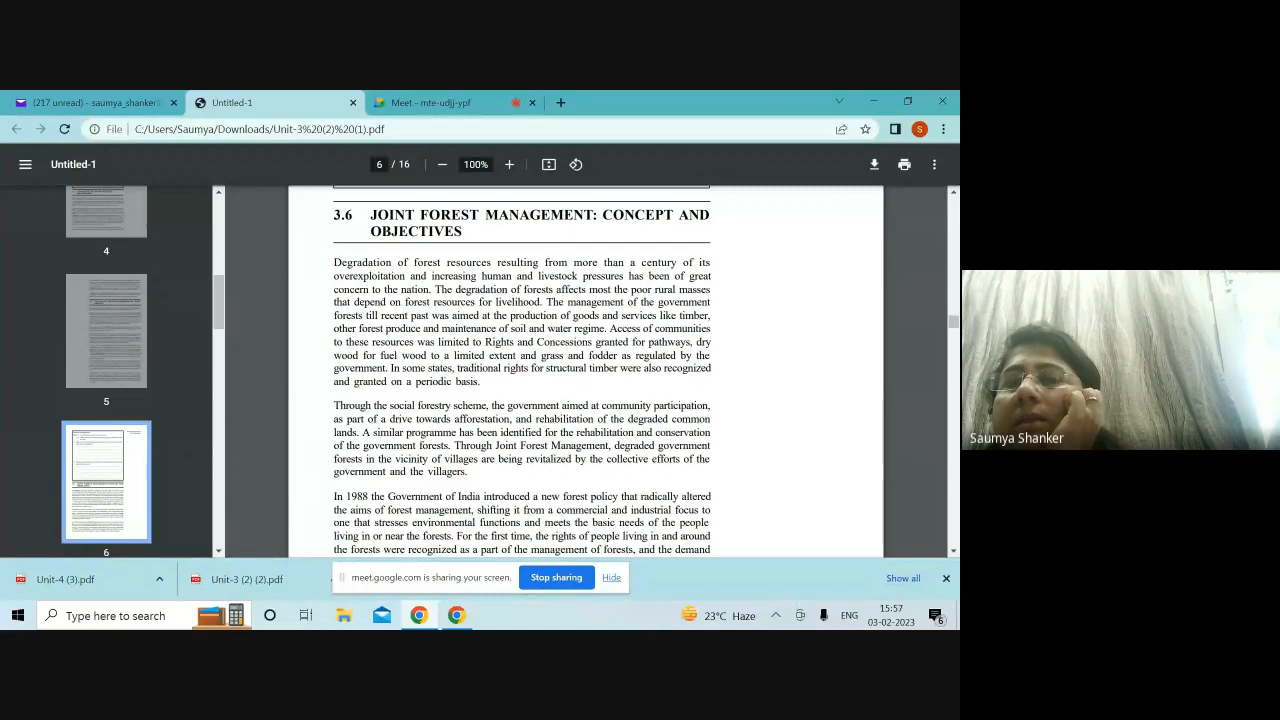 (217 unread) - saumya_shanker
Untitled-1
Meet - mte-udjj-ypf
File
C:/Users/Saumya/Downloads/Unit-3%20(2)%20(1).pdf
S
Untitled-1
6 / 16
100%
4
5
6
3.6 JOINT FOREST MANAGEMENT: CONCEPT AND
OBJECTIVES
Degradation of forest resources resulting from more than a century of its
overexploitation and increasing human and livestock pressures has been of great
concern to the nation. The degradation of forests affects most the poor rural masses
that depend on forest resources for livelihood. The management of the government
forests till recent past was aimed at the production of goods and services like timber,
other forest produce and maintenance of soil and water regime. Access of communities
to these resources was limited to Rights and Concessions granted for pathways, dry
wood for fuel wood to a limited extent and grass and fodder as regulated by the
government. In some states, traditional rights for structural timber were also recognized
and granted on a periodic basis.
Through the social forestry scheme, the government aimed at community participation,
as part of a drive towards afforestation, and rehabilitation of the degraded common
lands. A similar programme has been identified for the rehabilitation and conservation
of the government forests. Through Joint Forest Management, degraded government
forests in the vicinity of villages are being revitalized by the collective efforts of the
government and the villagers.
In 1988 the Government of India introduced a new forest policy that radically altered
the aims of forest management, shifting it from a commercial and industrial focus to
one that stresses environmental functions and meets the basic needs of the people
living in or near the forests. For the first time, the rights of people living in and around
the forests were recognized as a part of the management of forests, and the demand
Saumya Shanker
Unit-4 (3).pdf
Unit-3 (2) (2).pdf
meet.google.com is sharing your screen.
Stop sharing
Hide
Show all
Type here to search
23°C Haze
ENG
15:57
03-02-2023
6